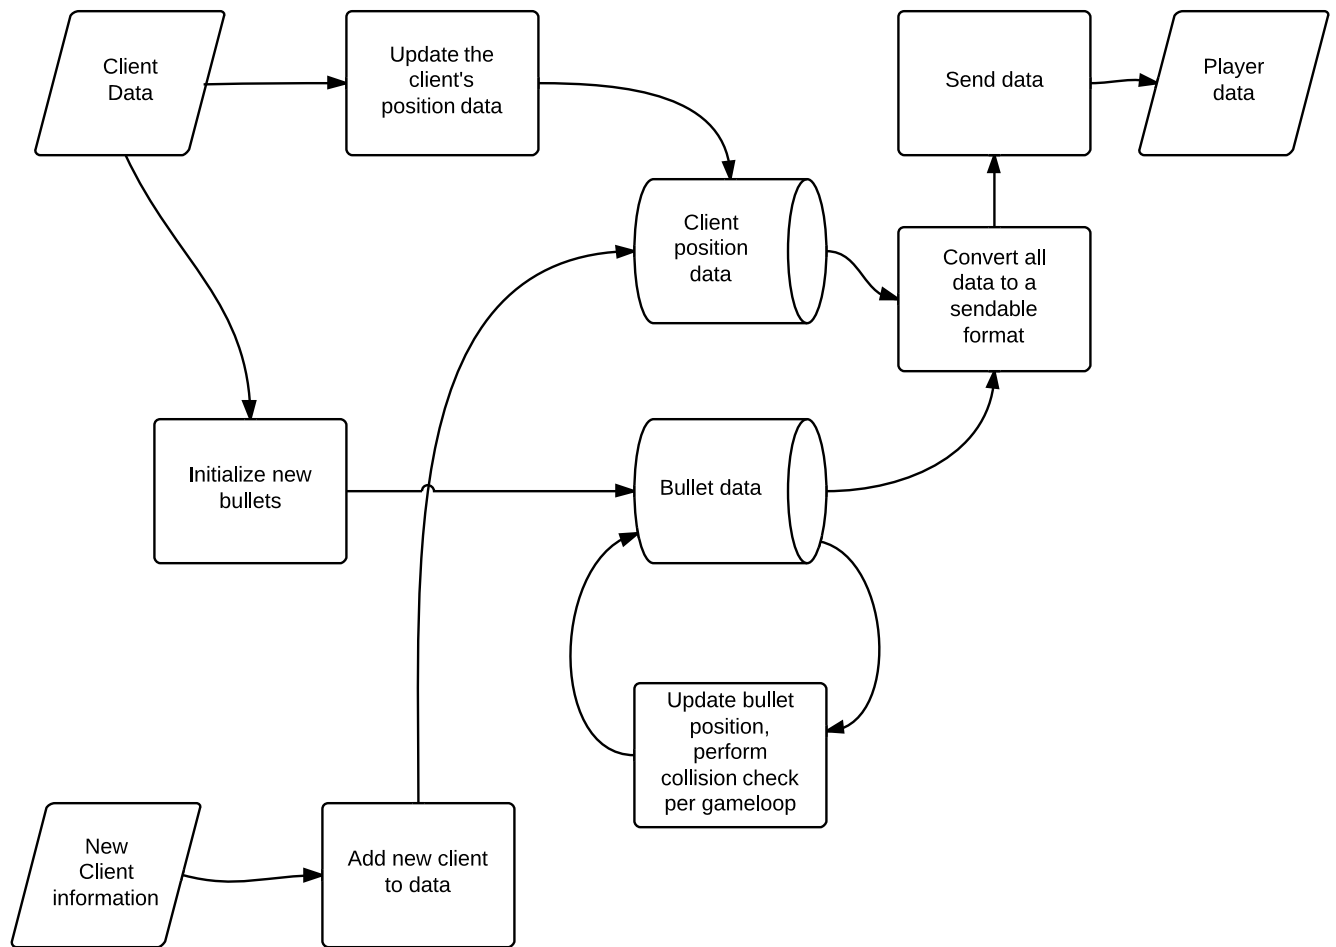 Client
Data
Update the
client's
position data
Send data
Player
data
Client
position
data
Convert all
data to a
sendable
format
Initialize new
bullets
Bullet data
Update bullet
position,
perform
collision check
per gameloop
New
Client
information
Add new client
to data